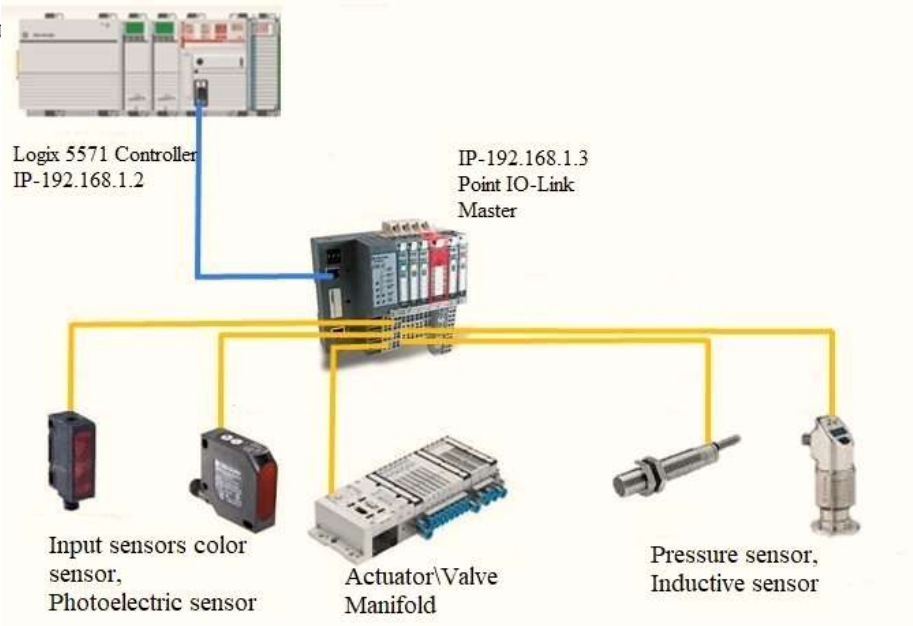 Logix 5571 Controller
IP-192.168.1.2
IP-192.168.1.3
Point IO-Link
Master
Input sensors color
sensor,
Photoelectric sensor
Actuator\Valve
Manifold
Pressure sensor,
Inductive sensor